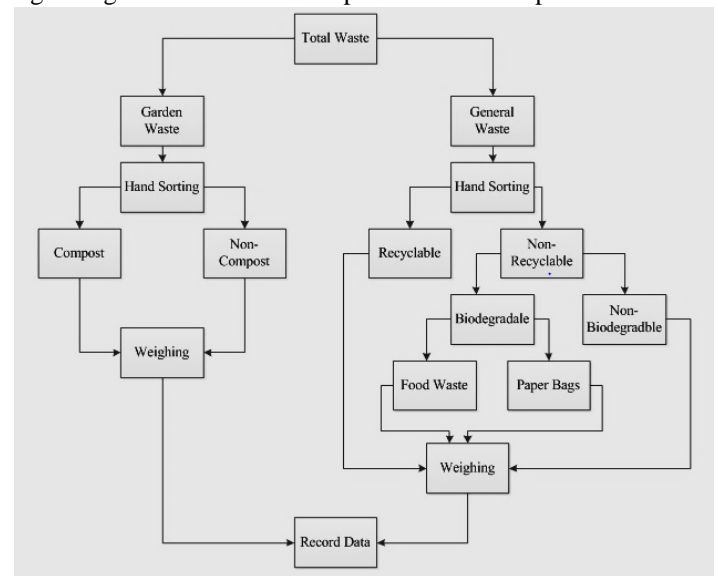 Total Waste
Garden
Waste
General
Waste
Hand Sorting
Hand Sorting
Compost
Non-
Compost
Recyclable
Non-
Recyclable
Biodegradale
Non-
Biodegradble
Weighing
Food Waste
Paper Bags
Weighing
Record Data